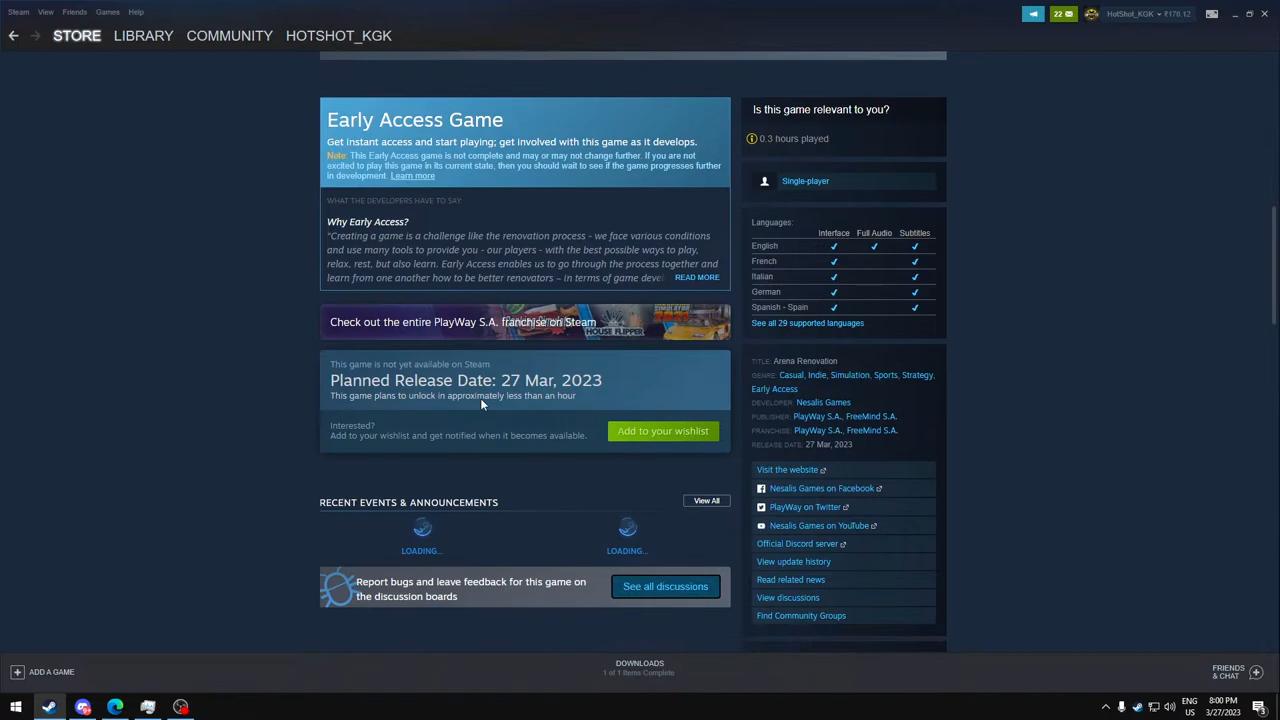 Steam View Friends Games Help
22 HotShot_KGK ₹176.12
STORE LIBRARY COMMUNITY HOTSHOT_KGK
Early Access Game
Get instant access and start playing; get involved with this game as it develops.
Note: This Early Access game is not complete and may or may not change further. If you are not
excited to play this game in its current state, then you should wait to see if the game progresses further
in development. Learn more
WHAT THE DEVELOPERS HAVE TO SAY:
Why Early Access?
“Creating a game is a challenge like the renovation process - we face various conditions
and use many tools to provide you - our players - with the best possible ways to play,
relax, rest, but also learn. Early Access enables us to go through the process together and
learn from one another how to be better renovators – in terms of game deve READ MORE
Check out the entire PlayWay S.A. franchise on Steam
HOUSE FLIPPER
2021
This game is not yet available on Steam
Planned Release Date: 27 Mar, 2023
This game plans to unlock in approximately less than an hour
Interested?
Add to your wishlist and get notified when it becomes available.
Add to your wishlist
RECENT EVENTS & ANNOUNCEMENTS
View All
LOADING... LOADING...
Report bugs and leave feedback for this game on
the discussion boards
See all discussions
Is this game relevant to you?
0.3 hours played
Single-player
Languages:
Interface Full Audio Subtitles
English ✔ ✔ ✔
French ✔ ✔
Italian ✔ ✔
German ✔ ✔
Spanish - Spain ✔ ✔
See all 29 supported languages
TITLE: Arena Renovation
GENRE: Casual, Indie, Simulation, Sports, Strategy,
Early Access
DEVELOPER: Nesalis Games
PUBLISHER: PlayWay S.A., FreeMind S.A.
FRANCHISE: PlayWay S.A., FreeMind S.A.
RELEASE DATE: 27 Mar, 2023
Visit the website
Nesalis Games on Facebook
PlayWay on Twitter
Nesalis Games on YouTube
Official Discord server
View update history
Read related news
View discussions
Find Community Groups
ADD A GAME
DOWNLOADS
1 of 1 Items Complete
FRIENDS
& CHAT
ENG
US
8:00 PM
3/27/2023